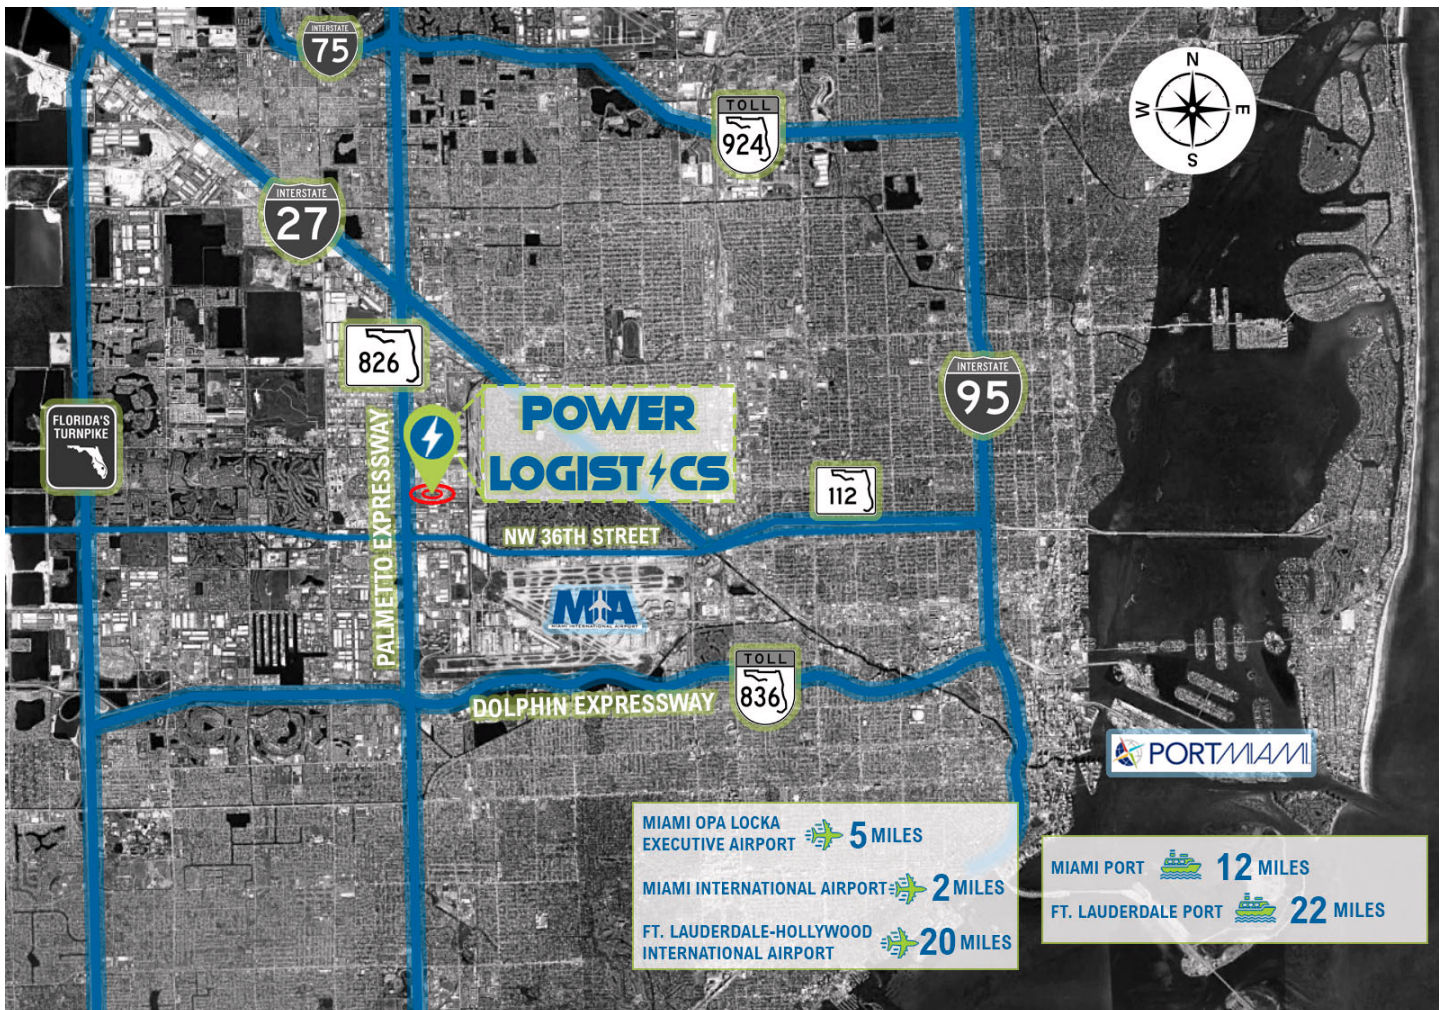 INTERSTATE
75
N
W
E
S
TOLL
924
INTERSTATE
27
826
INTERSTATE
95
FLORIDA'S
TURNPIKE
POWER
LOGISTICS
PALMETTO EXPRESSWAY
112
NW 36TH STREET
MIA
MIAMI INTERNATIONAL AIRPORT
TOLL
836
DOLPHIN EXPRESSWAY
PORTMIAMI
MIAMI OPA LOCKA
EXECUTIVE AIRPORT 5 MILES
MIAMI INTERNATIONAL AIRPORT 2 MILES
FT. LAUDERDALE-HOLLYWOOD
INTERNATIONAL AIRPORT 20 MILES
MIAMI PORT 12 MILES
FT. LAUDERDALE PORT 22 MILES